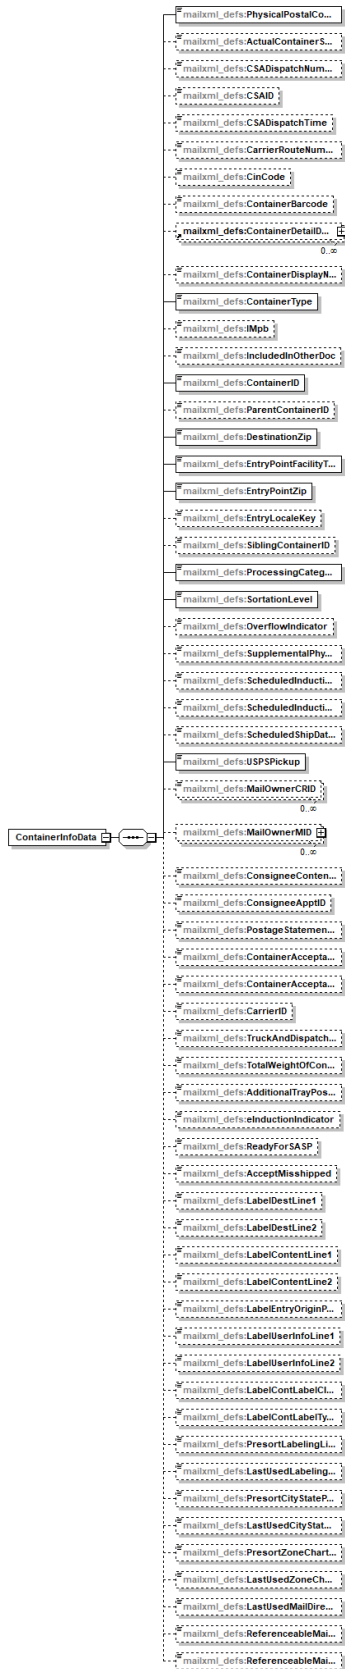 mailxml_defs:PhysicalPostalCo...
mailxml_defs:ActualContainerS...
mailxml_defs:CSADispatchNum...
mailxml_defs:CSAID
mailxml_defs:CSADispatchTime
mailxml_defs:CarrierRouteNum...
mailxml_defs:CinCode
mailxml_defs:ContainerBarcode
mailxml_defs:ContainerDetailD...
0..∞
mailxml_defs:ContainerDisplayN...
mailxml_defs:ContainerType
mailxml_defs:IMpb
mailxml_defs:IncludedInOtherDoc
mailxml_defs:ContainerID
mailxml_defs:ParentContainerID
mailxml_defs:DestinationZip
mailxml_defs:EntryPointFacilityT...
mailxml_defs:EntryPointZip
mailxml_defs:EntryLocaleKey
mailxml_defs:SiblingContainerID
mailxml_defs:ProcessingCateg...
mailxml_defs:SortationLevel
mailxml_defs:OverflowIndicator
mailxml_defs:SupplementalPhy...
mailxml_defs:ScheduledInducti...
mailxml_defs:ScheduledInducti...
mailxml_defs:ScheduledShipDat...
mailxml_defs:USPSPickup
mailxml_defs:MailOwnerCRID
0..∞
ContainerInfoData
mailxml_defs:MailOwnerMID
0..∞
mailxml_defs:ConsigneeConten...
mailxml_defs:ConsigneeApptID
mailxml_defs:PostageStatemen...
mailxml_defs:ContainerAccepta...
mailxml_defs:ContainerAccepta...
mailxml_defs:CarrierID
mailxml_defs:TruckAndDispatch...
mailxml_defs:TotalWeightOfCon...
mailxml_defs:AdditionalTrayPos...
mailxml_defs:eInductionIndicator
mailxml_defs:ReadyForSASP
mailxml_defs:AcceptMisshipped
mailxml_defs:LabelDestLine1
mailxml_defs:LabelDestLine2
mailxml_defs:LabelContentLine1
mailxml_defs:LabelContentLine2
mailxml_defs:LabelEntryOriginP...
mailxml_defs:LabelUserInfoLine1
mailxml_defs:LabelUserInfoLine2
mailxml_defs:LabelContLabelCl...
mailxml_defs:LabelContLabelTy...
mailxml_defs:PresortLabelingLi...
mailxml_defs:LastUsedLabeling...
mailxml_defs:PresortCityStateP...
mailxml_defs:LastUsedCityStat...
mailxml_defs:PresortZoneChart...
mailxml_defs:LastUsedZoneCh...
mailxml_defs:LastUsedMailDire...
mailxml_defs:ReferenceableMai...
mailxml_defs:ReferenceableMai...